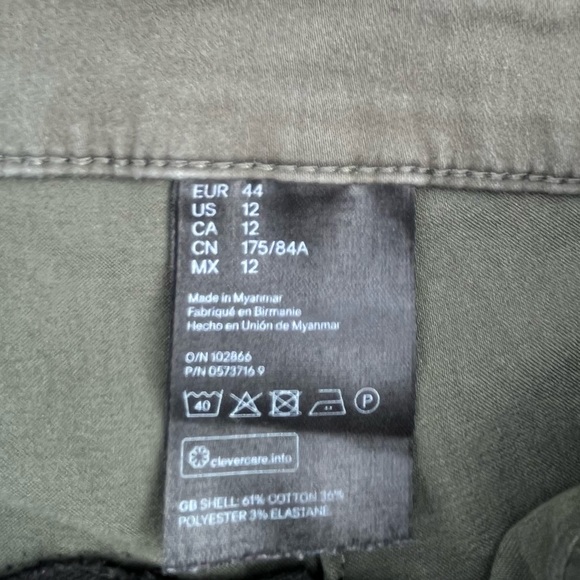 EUR 44
US 12
CA 12
CN 175/84A
MX 12
Made in Myanmar
Fabriqué en Birmanie
Hecho en Unión de Myanmar
O/N 102866
P/N 0573716 9
40
P
clevercare.info
GB SHELL: 61% COTTON 36%
POLYESTER 3% ELASTANE